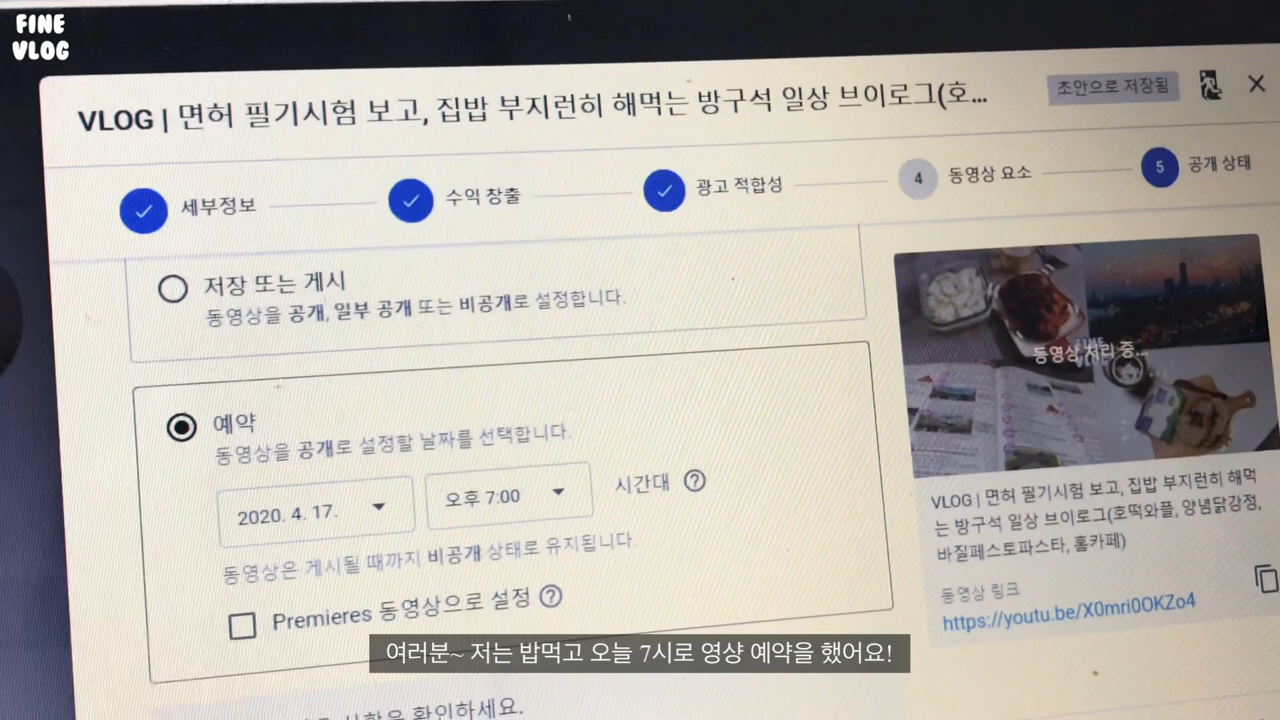 FINE
VLOG
VLOG | 면허 필기시험 보고, 집밥 부지런히 해먹는 방구석 일상 브이로그(호...
초안으로 저장됨
세부정보
수익 창출
광고 적합성
4 동영상 요소
5 공개 상태
저장 또는 게시
동영상을 공개, 일부 공개 또는 비공개로 설정합니다.
예약
동영상을 공개로 설정할 날짜를 선택합니다.
2020. 4. 17.
오후 7:00
시간대
동영상은 게시될 때까지 비공개 상태로 유지됩니다.
Premieres 동영상으로 설정
동영상 처리 중...
VLOG | 면허 필기시험 보고, 집밥 부지런히 해먹
는 방구석 일상 브이로그(호떡와플, 양념닭강정,
바질페스토파스타, 홈카페)
동영상 링크
https://youtu.be/X0mri0OKZo4
여러분~ 저는 밥먹고 오늘 7시로 영상 예약을 했어요!
사항을 확인하세요.